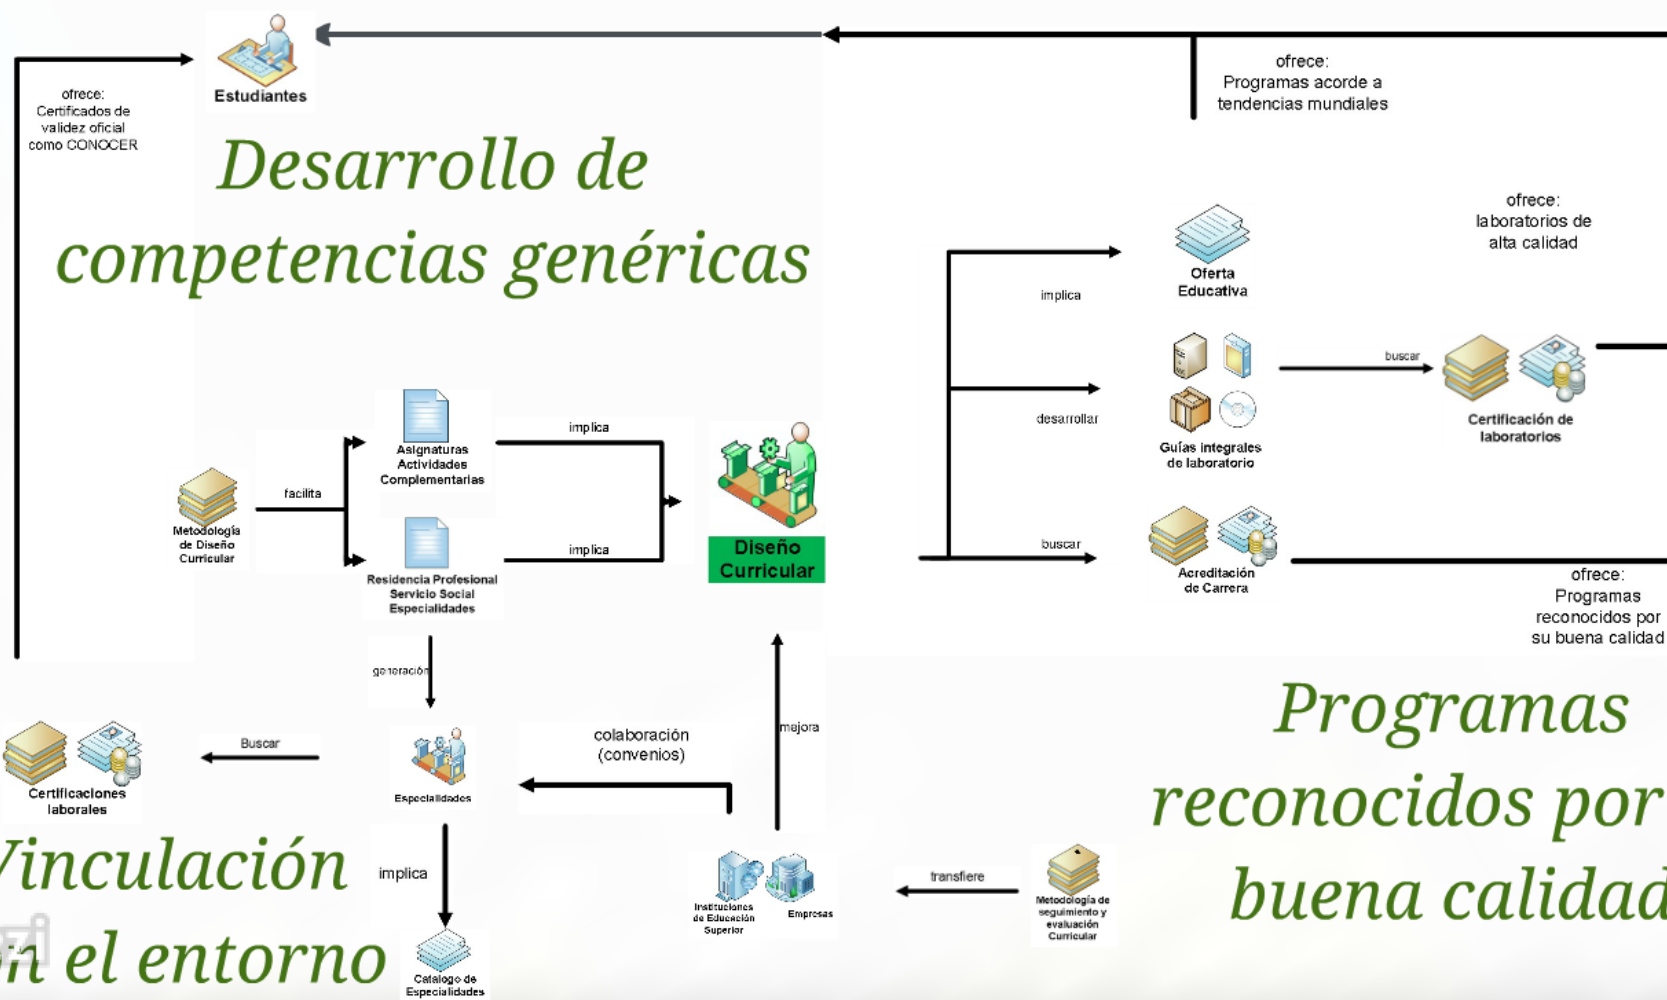 Estudiantes
ofrece:
Certificados de
validez oficial
como CONOCER
ofrece:
Programas acorde a
tendencias mundiales
Desarrollo de
competencias genéricas
ofrece:
laboratorios de
alta calidad
Oferta
Educativa
implica
buscar
desarrollar
Guías integrales
de laboratorio
Certificación de
laboratorios
implica
Asignaturas
Actividades
Complementarias
facilita
Metodología
de Diseño
Curricular
implica
Residencia Profesional
Servicio Social
Especialidades
Diseño
Curricular
buscar
Acreditación
de Carrera
ofrece:
Programas
reconocidos por
su buena calidad
generación
Buscar
Certificaciones
laborales
Especialidades
colaboración
(convenios)
majora
Programas
reconocidos por
buena calidad
Vinculación
n el entorno
implica
Catalogo de
Especialidades
Instituciones
de Educación
Superior
Empresas
transfiere
Metodología de
seguimiento y
evaluación
Curricular
zi